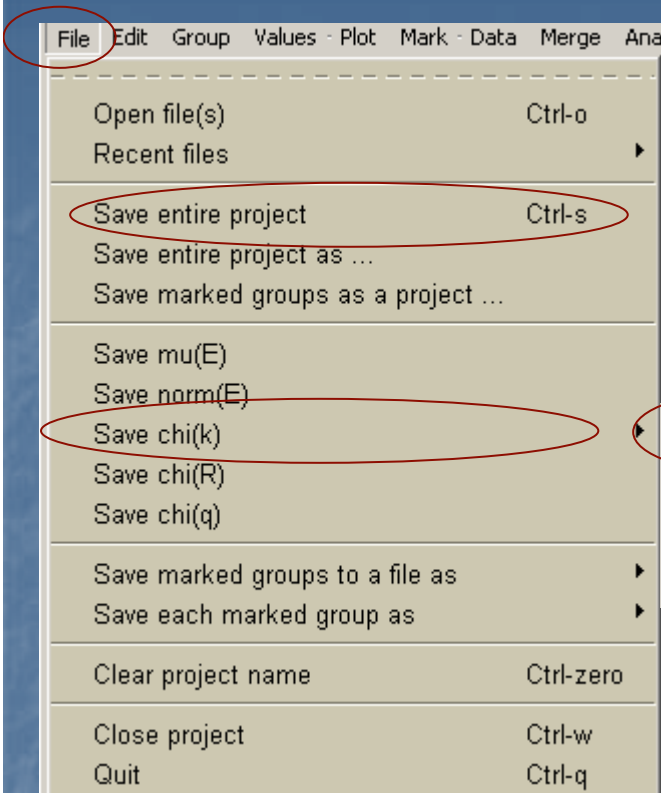 File Edit Group Values Plot Mark Data Merge Ana
Open file(s) Ctrl-o
Recent files
Save entire project Ctrl-s
Save entire project as ...
Save marked groups as a project ...
Save mu(E)
Save norm(E)
Save chi(k)
Save chi(R)
Save chi(q)
Save marked groups to a file as
Save each marked group as
Clear project name Ctrl-zero
Close project Ctrl-w
Quit Ctrl-q